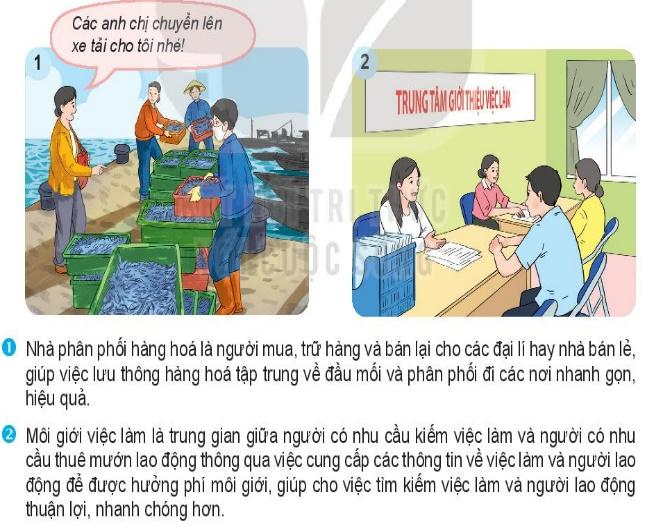 Các anh chị chuyển lên
xe tải cho tôi nhé!
1
2
TRUNG TÂM GIỚI THIỆU VIỆC LÀM
TRI THỨC
CUỘC SỐNG
1 Nhà phân phối hàng hoá là người mua, trữ hàng và bán lại cho các đại lí hay nhà bán lẻ,
giúp việc lưu thông hàng hoá tập trung về đầu mối và phân phối đi các nơi nhanh gọn,
hiệu quả.
2 Môi giới việc làm là trung gian giữa người có nhu cầu kiếm việc làm và người có nhu
cầu thuê mướn lao động thông qua việc cung cấp các thông tin về việc làm và người lao
động để được hưởng phí môi giới, giúp cho việc tìm kiếm việc làm và người lao động
thuận lợi, nhanh chóng hơn.